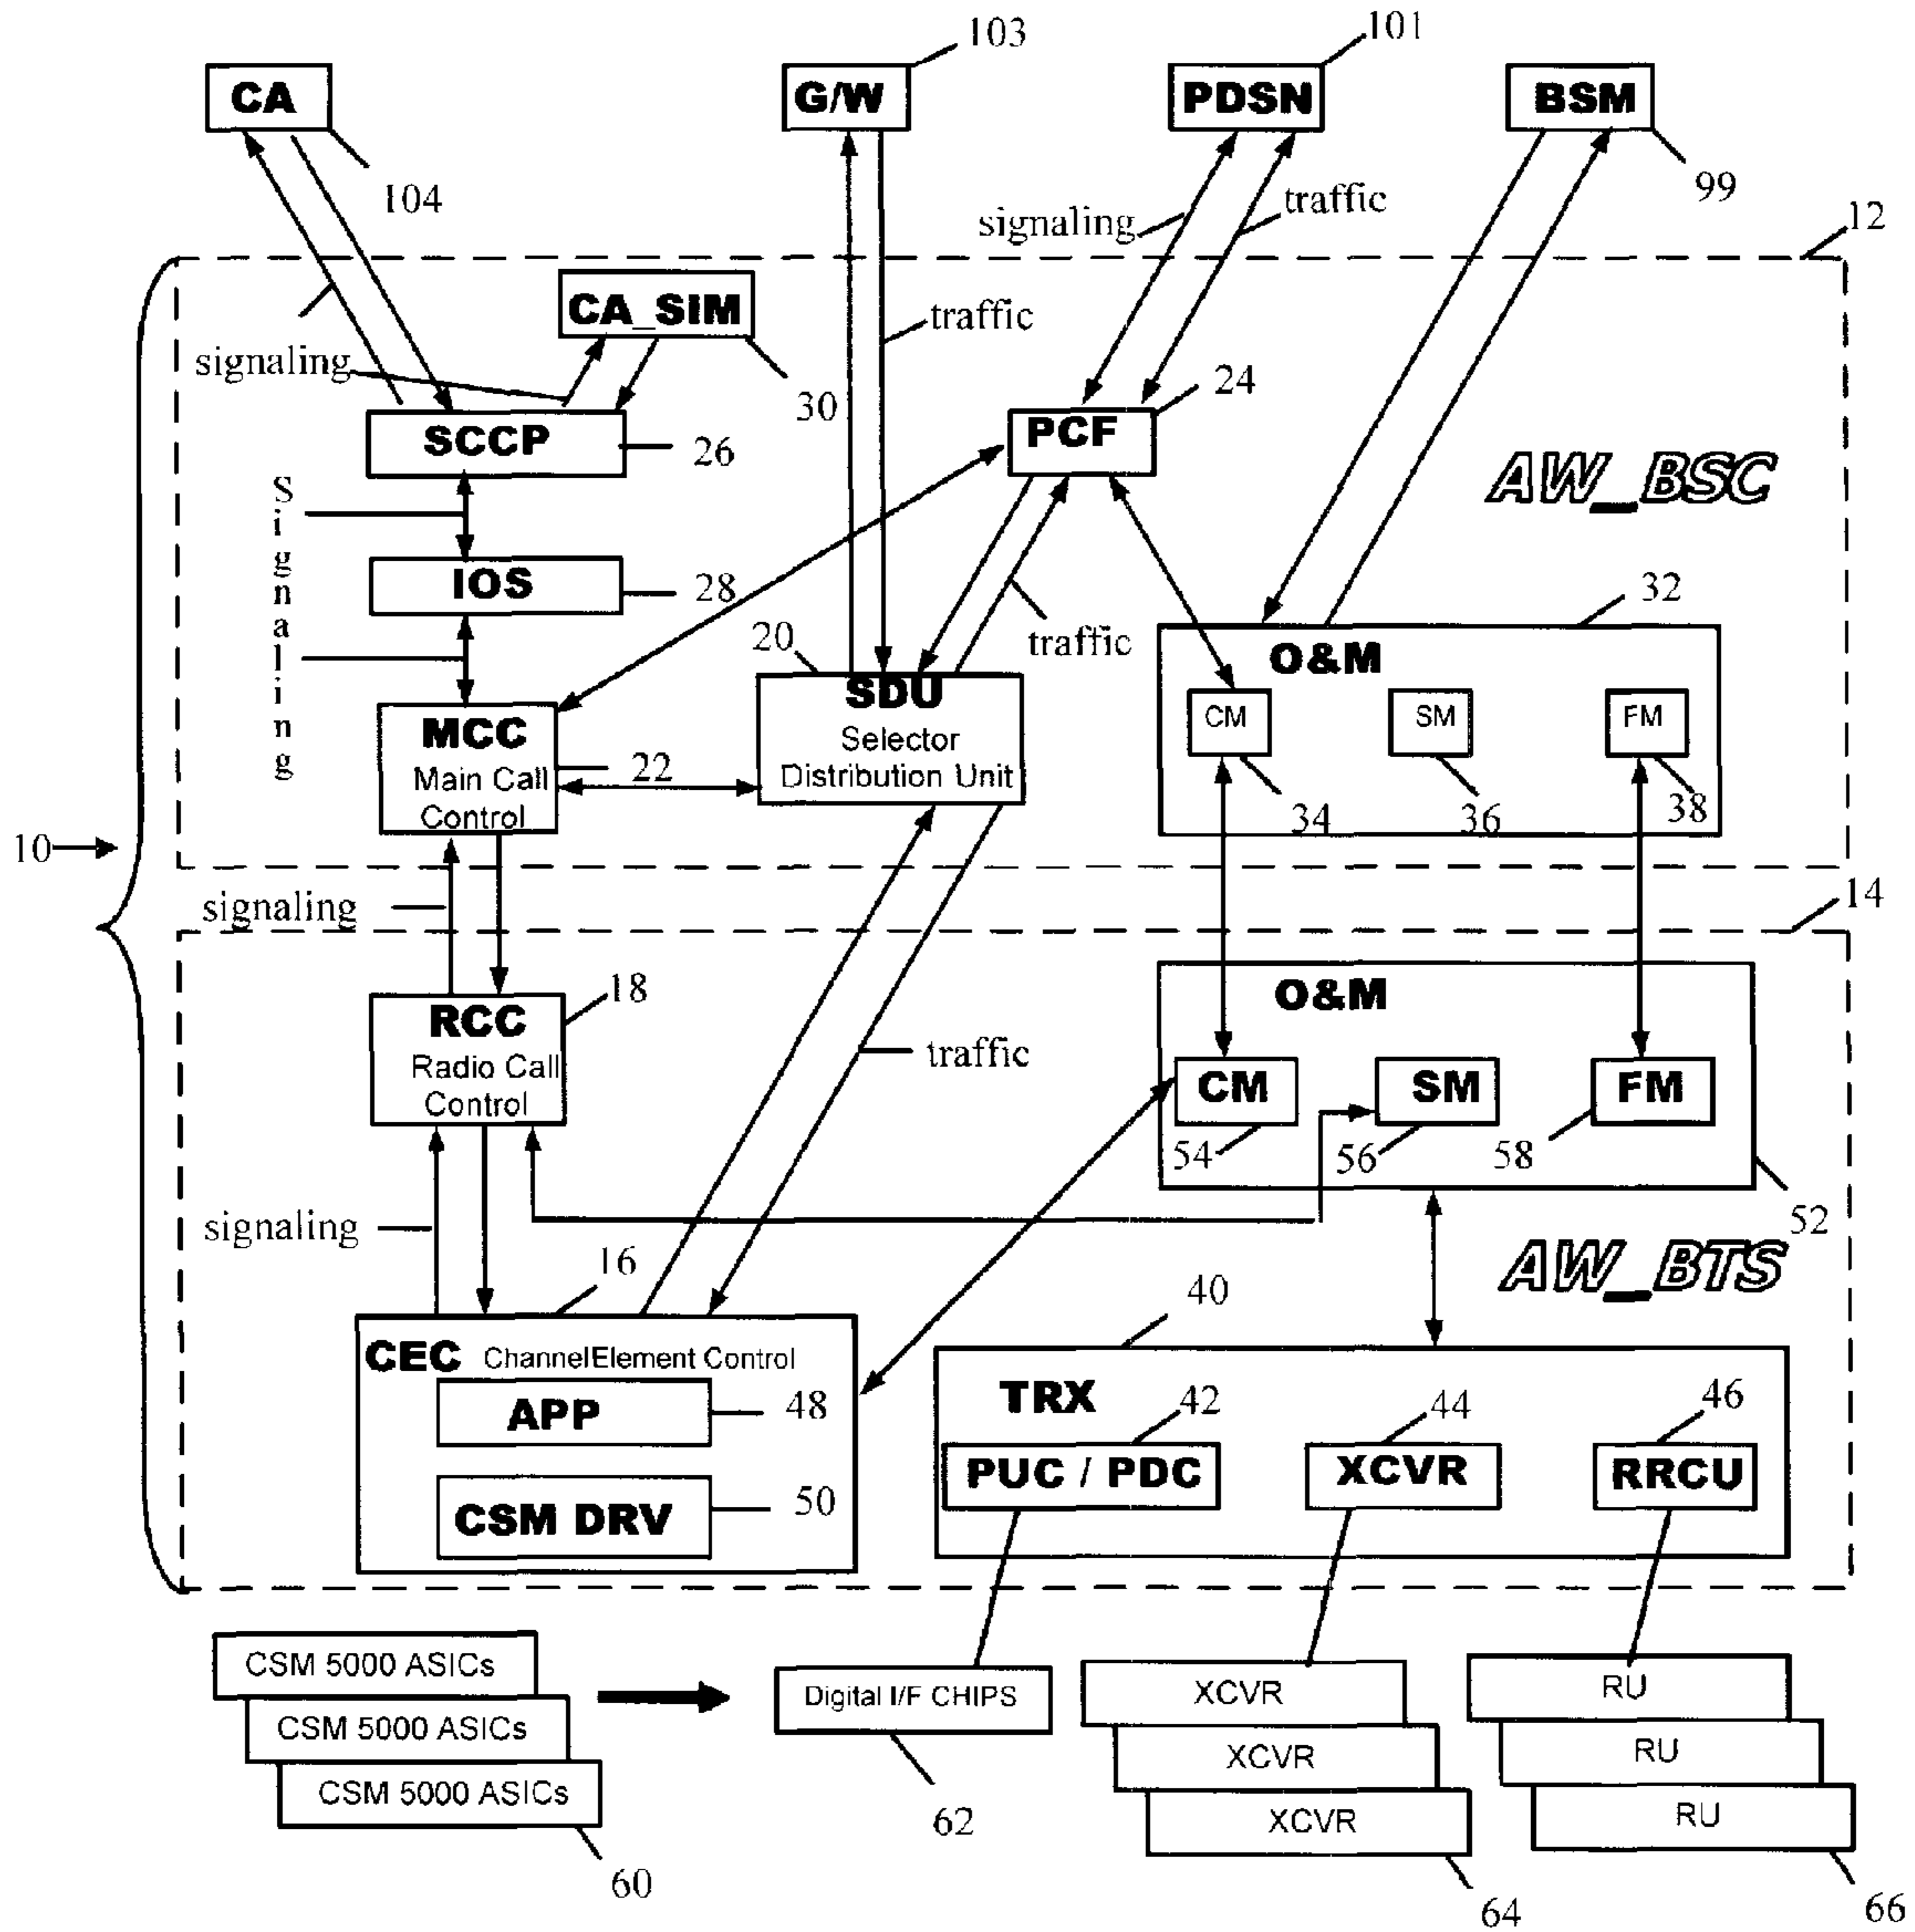 103
101
CA
G/W
PDSN
BSM
104
99
signaling
traffic
12
CA_SIM
traffic
signaling
30
24
SCCP
26
PCF
AW_BSC
Signaling
IOS
28
32
20
traffic
O&M
SDU
Selector
Distribution Unit
CM
SM
FM
MCC
Main Call
Control
22
34
36
38
10
signaling
14
18
RCC
Radio Call
Control
O&M
traffic
CM
SM
FM
54
56
58
signaling
52
16
AW_BTS
40
CEC Channel Element Control
APP
48
TRX
42
44
46
PUC / PDC
XCVR
RRCU
CSM DRV
50
CSM 5000 ASICs
CSM 5000 ASICs
CSM 5000 ASICs
Digital I/F CHIPS
XCVR
XCVR
XCVR
RU
RU
RU
60
62
64
66